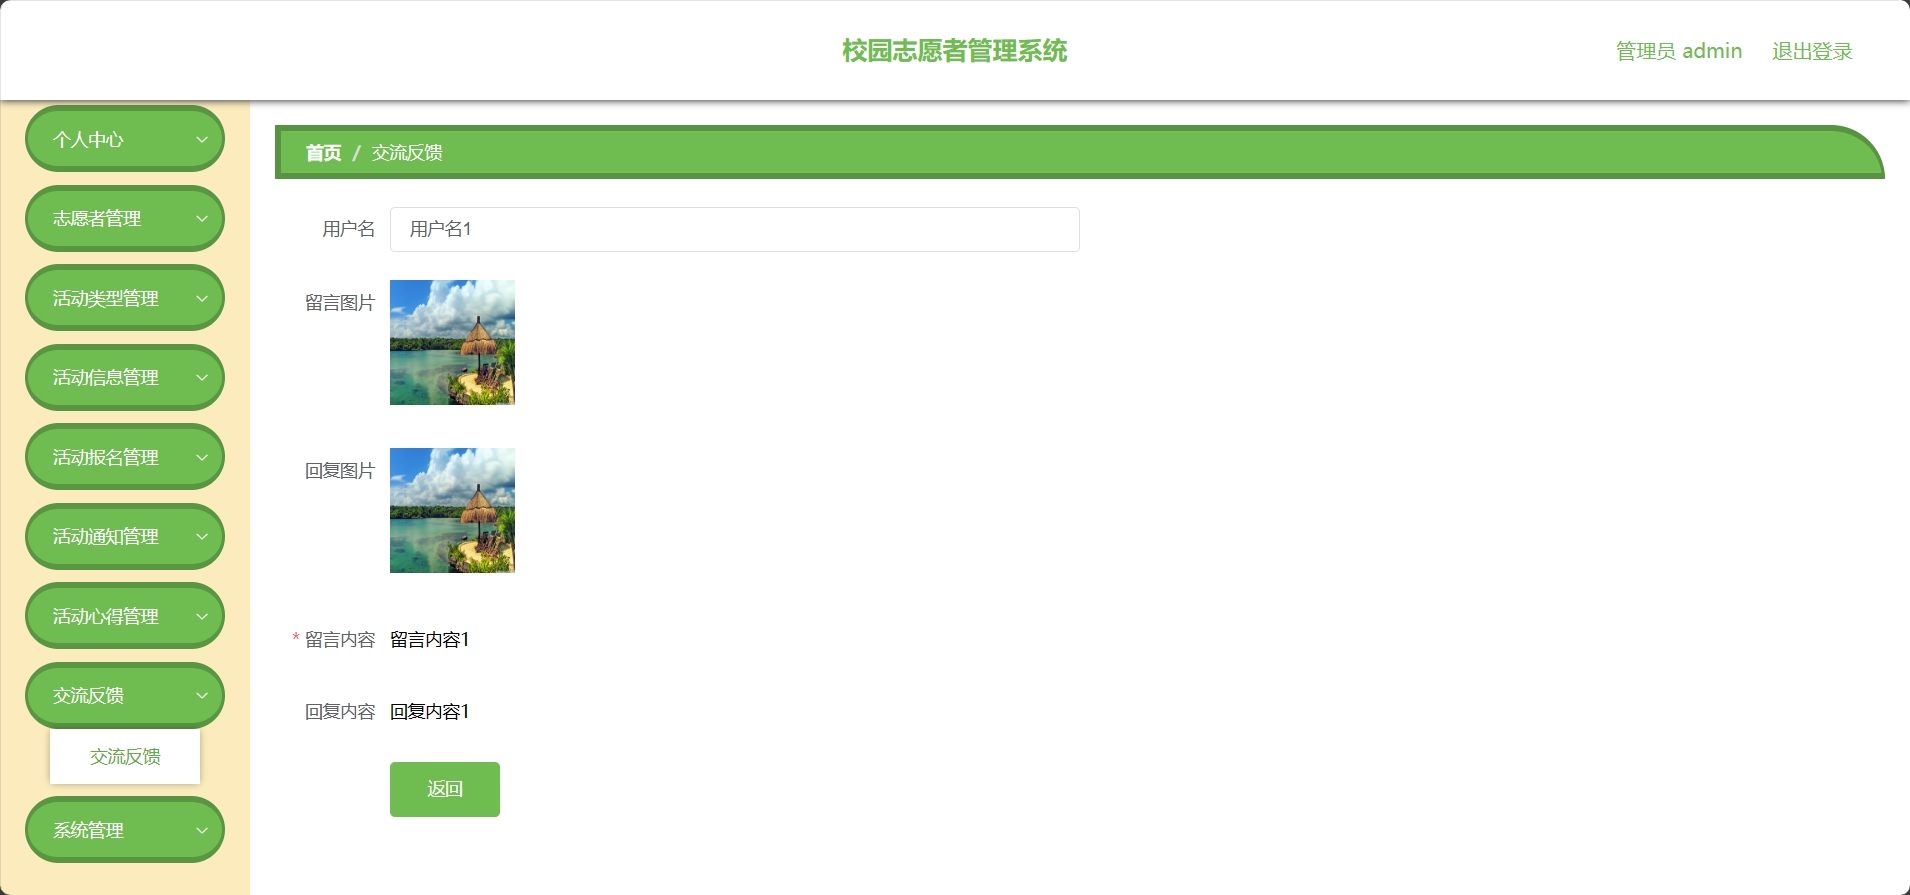 校园志愿者管理系统
管理员 admin 退出登录
个人中心
志愿者管理
活动类型管理
活动信息管理
活动报名管理
活动通知管理
活动心得管理
交流反馈
交流反馈
系统管理
首页 / 交流反馈
用户名 用户名1
留言图片
回复图片
* 留言内容 留言内容1
回复内容 回复内容1
返回